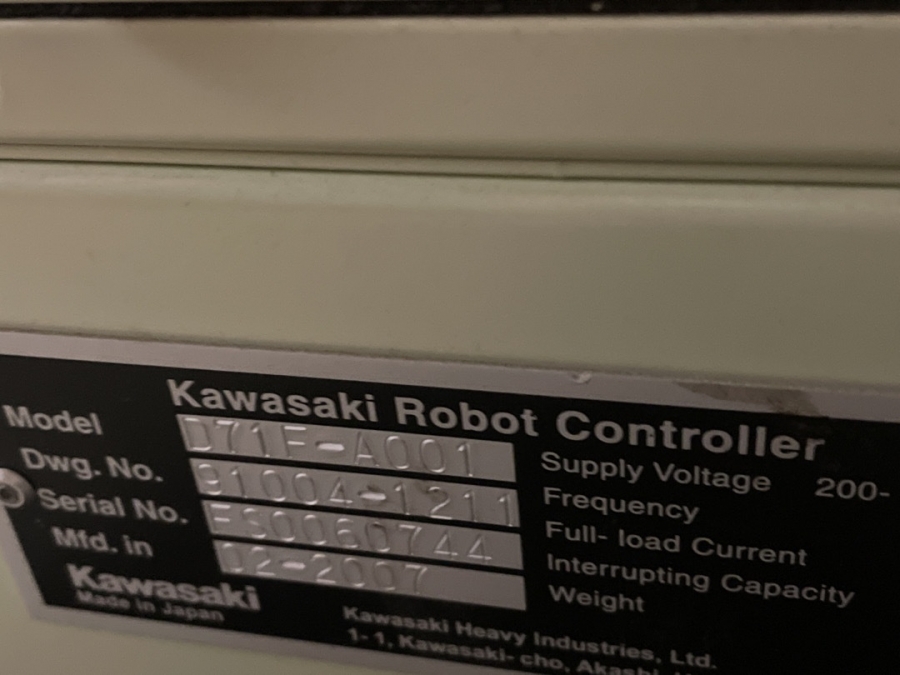 Kawasaki Robot Controller
Model D71F-A001
Dwg. No. 91004-1211
Serial No. FS0060744
Mfd. in 02-2007
Supply Voltage 200-
Frequency
Full- load Current
Interrupting Capacity
Weight
Kawasaki
Made in Japan
Kawasaki Heavy Industries, Ltd.
1-1, Kawasaki-cho, Akashi,